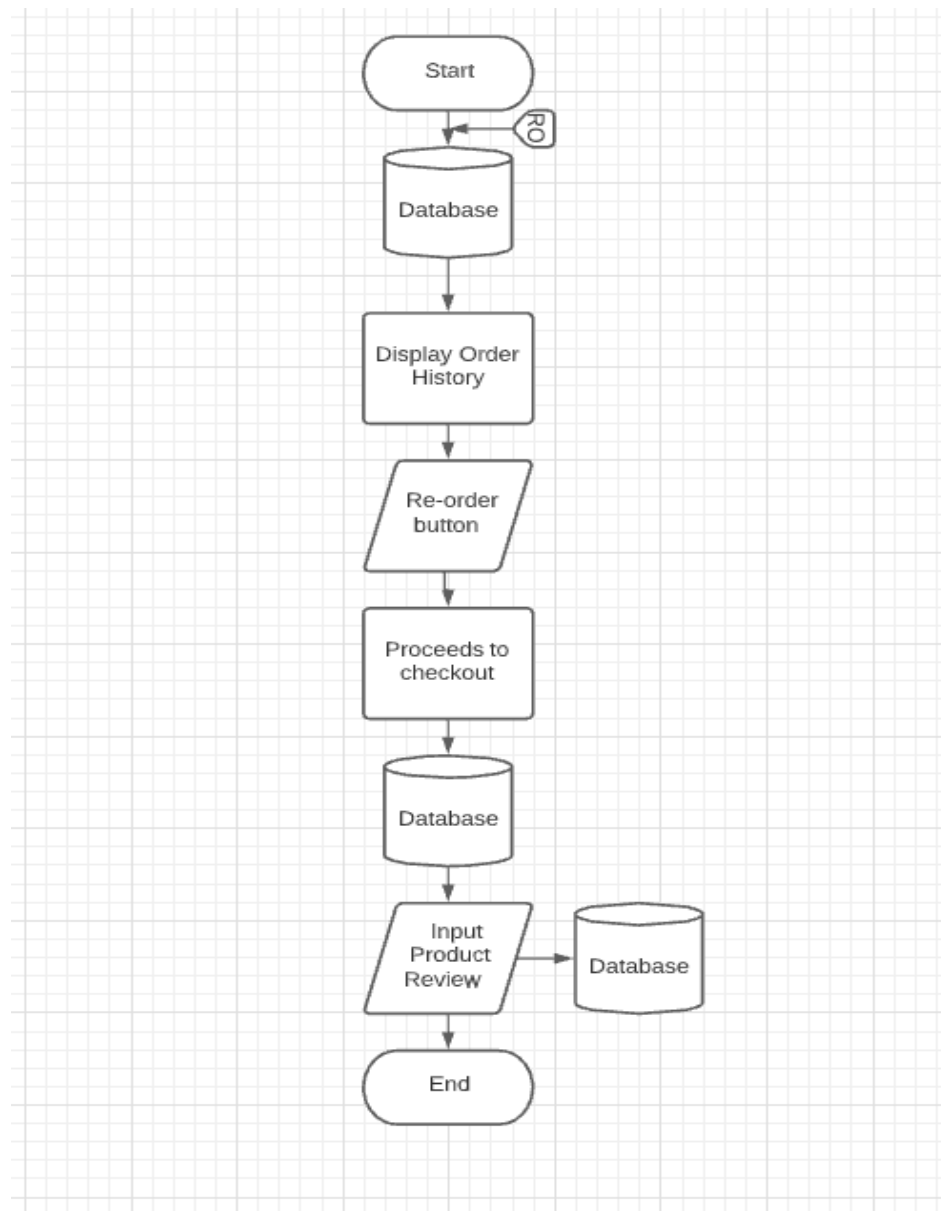 Start
RO
Database
Display Order
History
Re-order
button
Proceeds to
checkout
Database
Input
Product
Review
Database
End